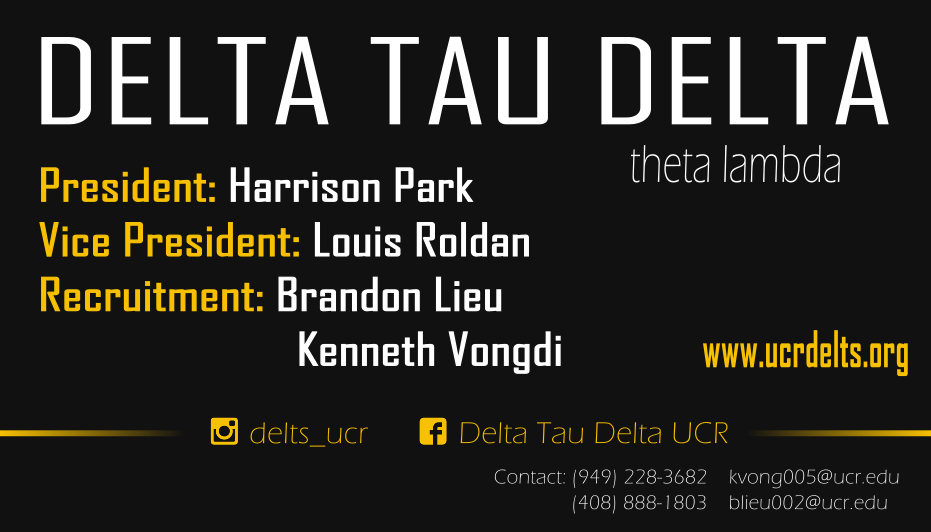 DELTA TAU DELTA
theta lambda
President: Harrison Park
Vice President: Louis Roldan
Recruitment: Brandon Lieu
Kenneth Vongdi
www.ucrdelts.org
delts_ucr Delta Tau Delta UCR
Contact: (949) 228-3682 kvong005@ucr.edu
(408) 888-1803 blieu002@ucr.edu